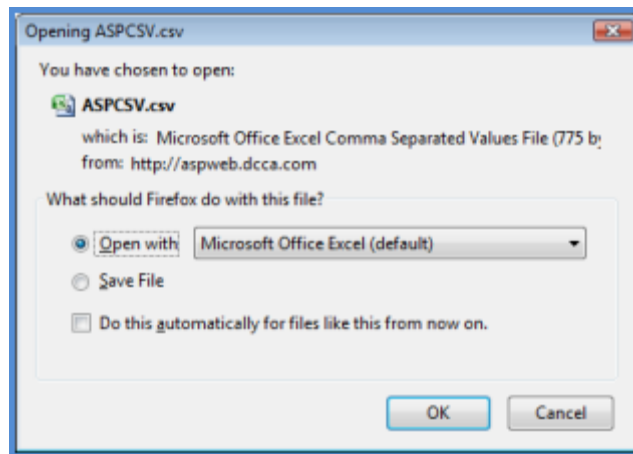 Opening ASPCSV.csv
You have chosen to open:
ASPCSV.csv
which is: Microsoft Office Excel Comma Separated Values File (775 by
from: http://aspweb.dcca.com
What should Firefox do with this file?
Open with Microsoft Office Excel (default)
Save File
Do this automatically for files like this from now on.
OK Cancel